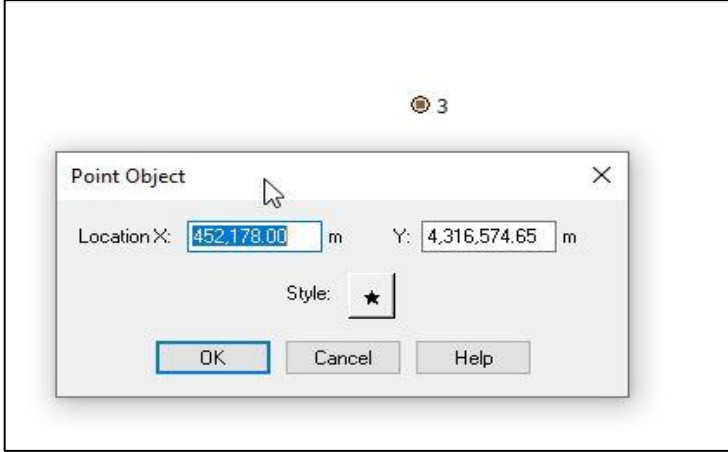 3
Point Object
Location X: 452,178.00 m Y: 4,316,574.65 m
Style:
OK Cancel Help